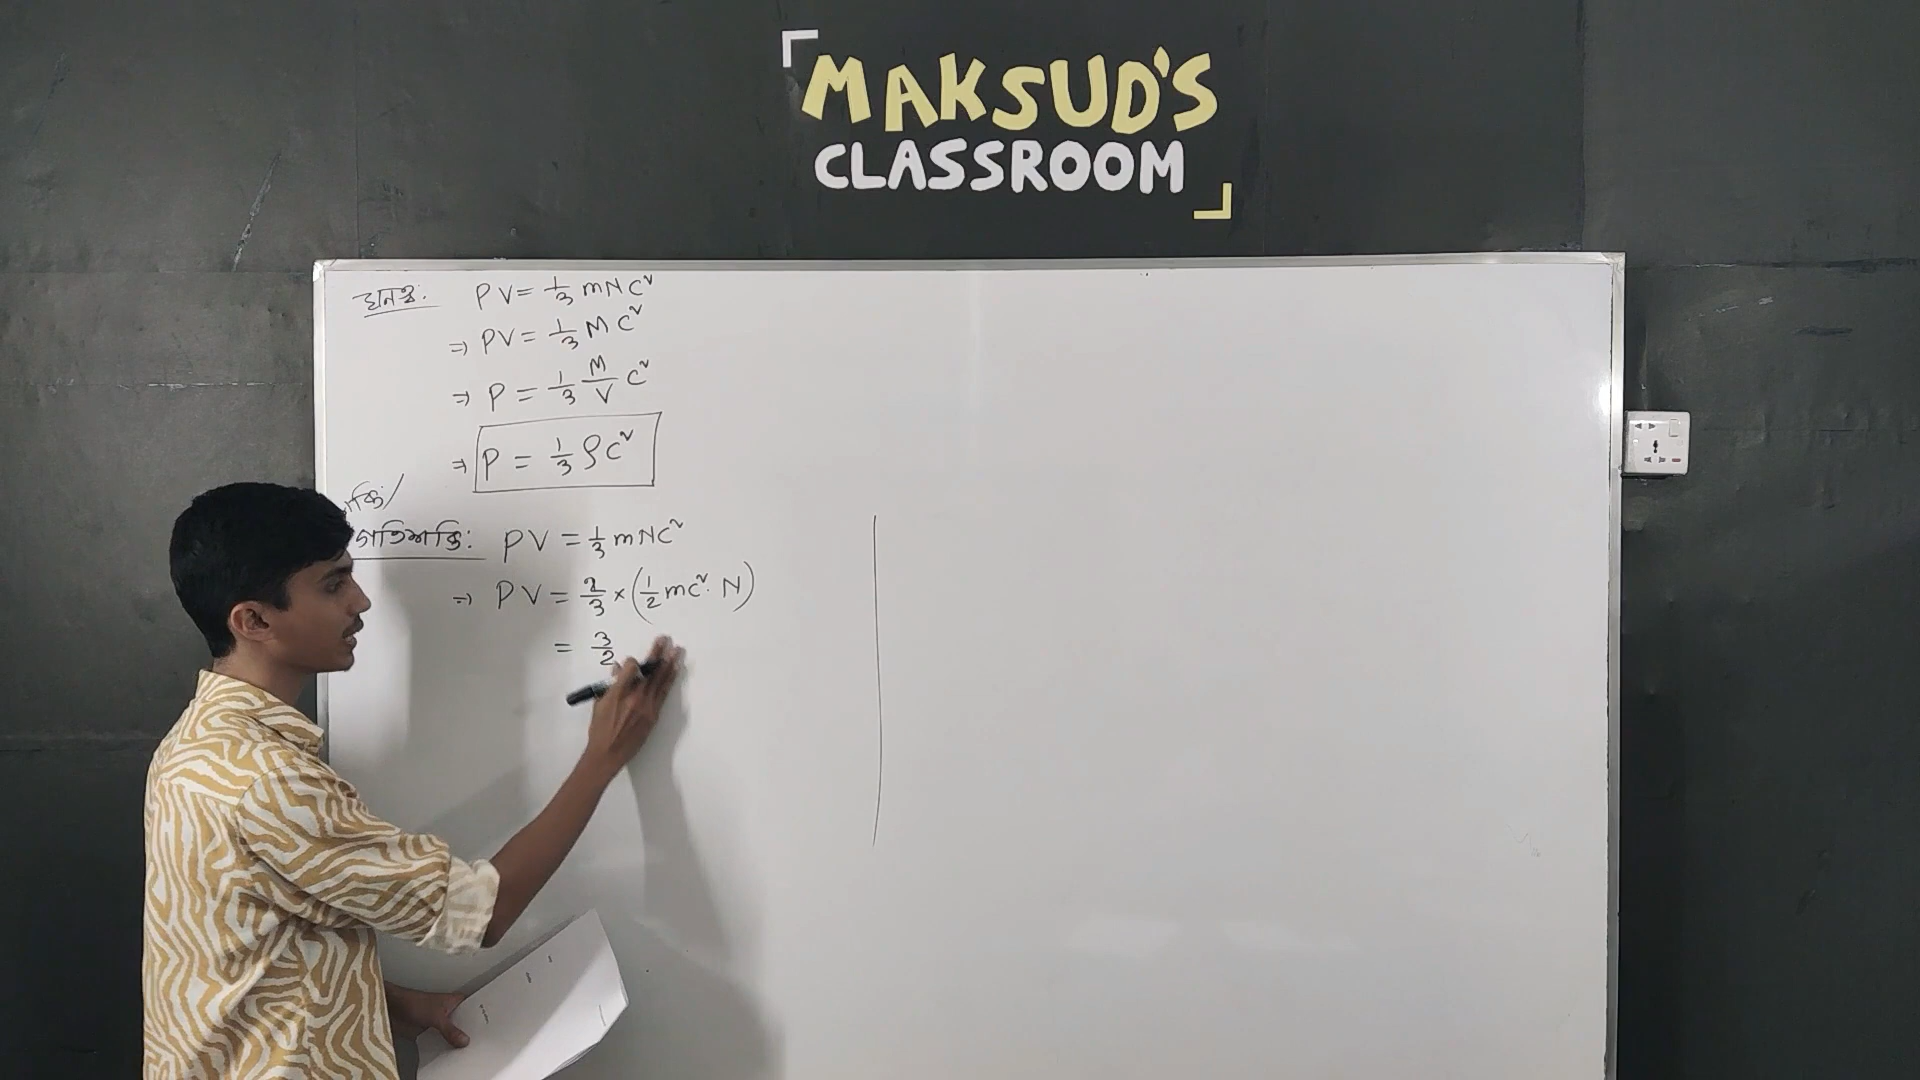 MAKSUD'S
CLASSROOM
ঘনত্ব: PV = 1/3 mNC²
⇒ PV = 1/3 M C²
⇒ P = 1/3 M/V C²
⇒ P = 1/3 ρC²
গতিশক্তি: PV = 1/3 mNC²
⇒ PV = 2/3 × (1/2 mc². N)
= 3/2